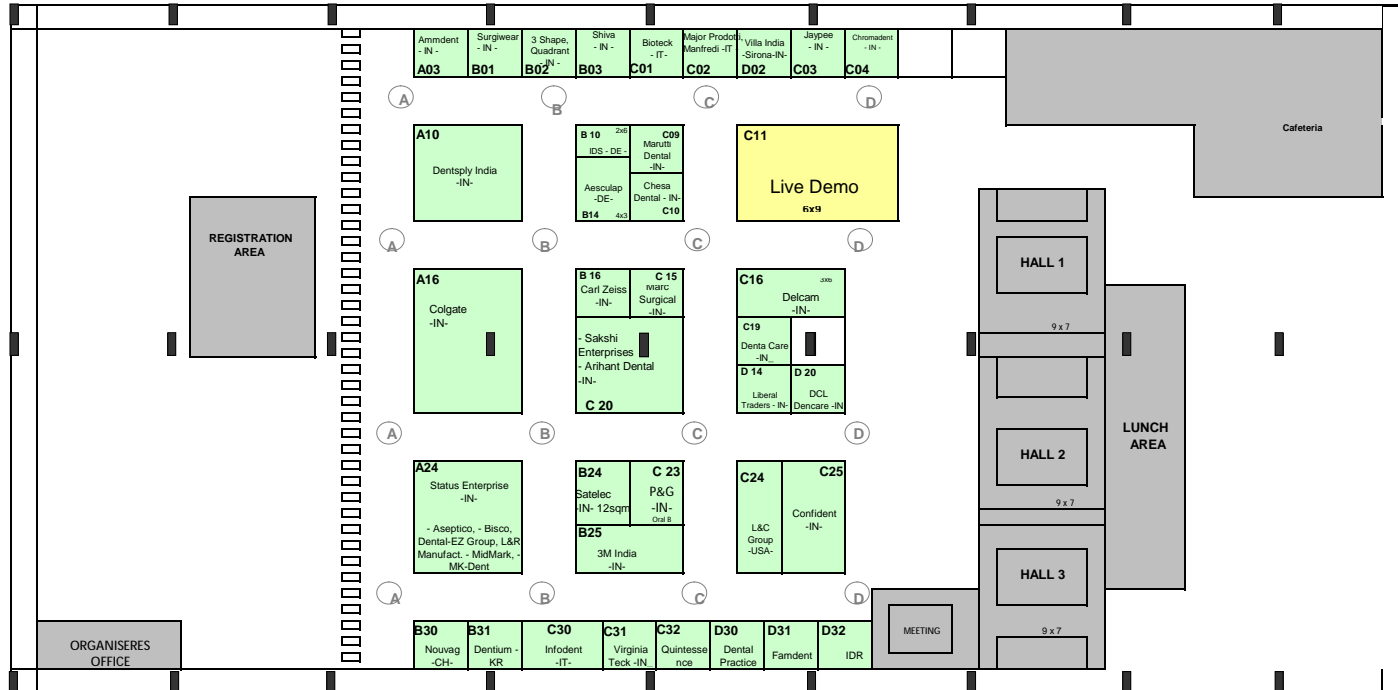 Ammdent
- IN -
A03
Surgiwear
- IN -
B01
3 Shape,
Quadrant
- IN -
B02
Shiva
- IN -
B03
Bioteck
- IT-
C01
Major Prodotti,
Manfredi -IT
C02
Villa India
-Sirona-IN-
D02
Jaypee
- IN -
C03
Chromadent
- IN -
C04
Cafeteria
A
B
C
D
A10
Dentsply India
-IN-
B 10
2x6
IDS - DE -
C09
Marutti
Dental
-IN-
Aesculap
-DE-
B14
4x3
Chesa
Dental - IN-
C10
C11
Live Demo
6x9
REGISTRATION
AREA
A
B
C
D
HALL 1
9 x 7
A16
Colgate
-IN-
B 16
Carl Zeiss
-IN-
C 15
Marc
Surgical
-IN-
- Sakshi
Enterprises
- Arihant Dental
-IN-
C 20
C16
3x6
Delcam
-IN-
C19
Denta Care
-IN_
D 14
Liberal
Traders - IN-
D 20
DCL
Dencare -IN
A
B
C
D
HALL 2
9 x 7
LUNCH
AREA
A24
Status Enterprise
-IN-
- Aseptico, - Bisco,
Dental-EZ Group, L&R
Manufact. - MidMark, -
MK-Dent
B24
Satelec
-IN- 12sqm
C 23
P&G
-IN-
Oral B
B25
3M India
-IN-
C24
L&C
Group
-USA-
C25
Confident
-IN-
A
B
C
D
HALL 3
9 x 7
MEETING
ORGANISERES
OFFICE
B30
Nouvag
-CH-
B31
Dentium -
KR
C30
Infodent
-IT-
C31
Virginia
Teck -IN_
C32
Quintesse
nce
D30
Dental
Practice
D31
Famdent
D32
IDR